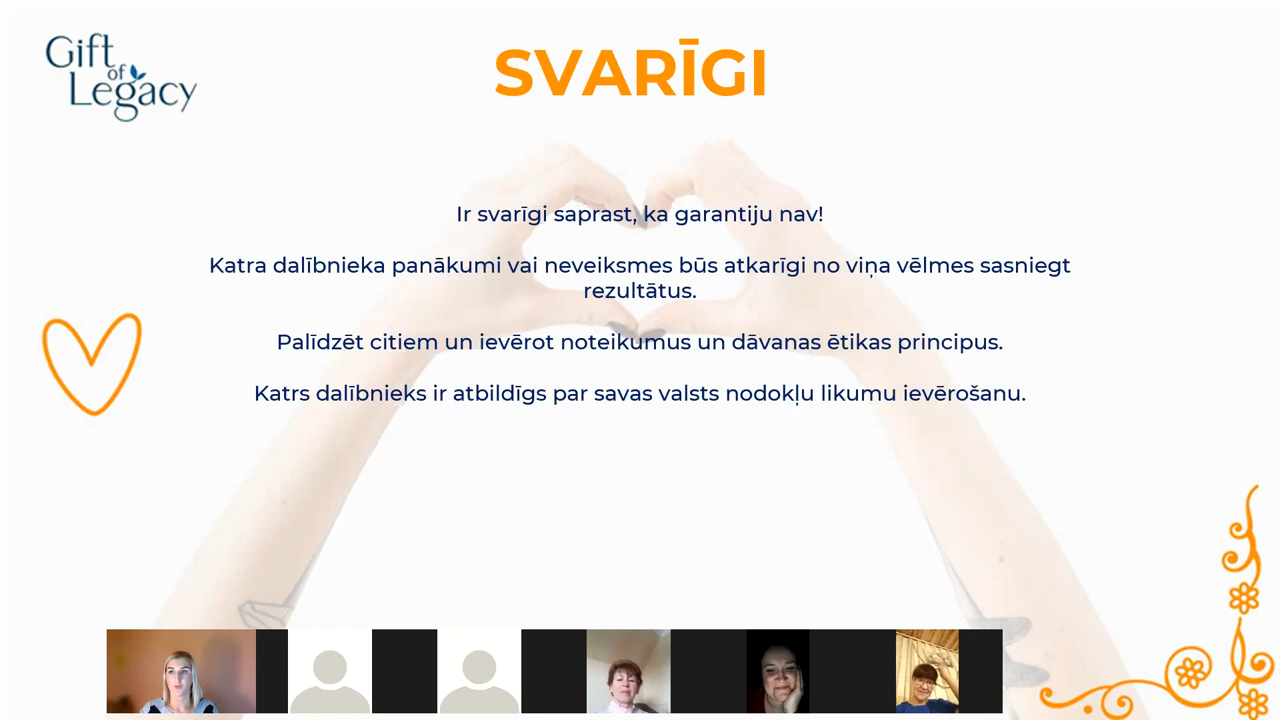 Gift
of
Legacy
SVARĪGI
Ir svarīgi saprast, ka garantiju nav!
Katra dalībnieka panākumi vai neveiksmes būs atkarīgi no viņa vēlmes sasniegt
rezultātus.
Palīdzēt citiem un ievērot noteikumus un dāvanas ētikas principus.
Katrs dalībnieks ir atbildīgs par savas valsts nodokļu likumu ievērošanu.